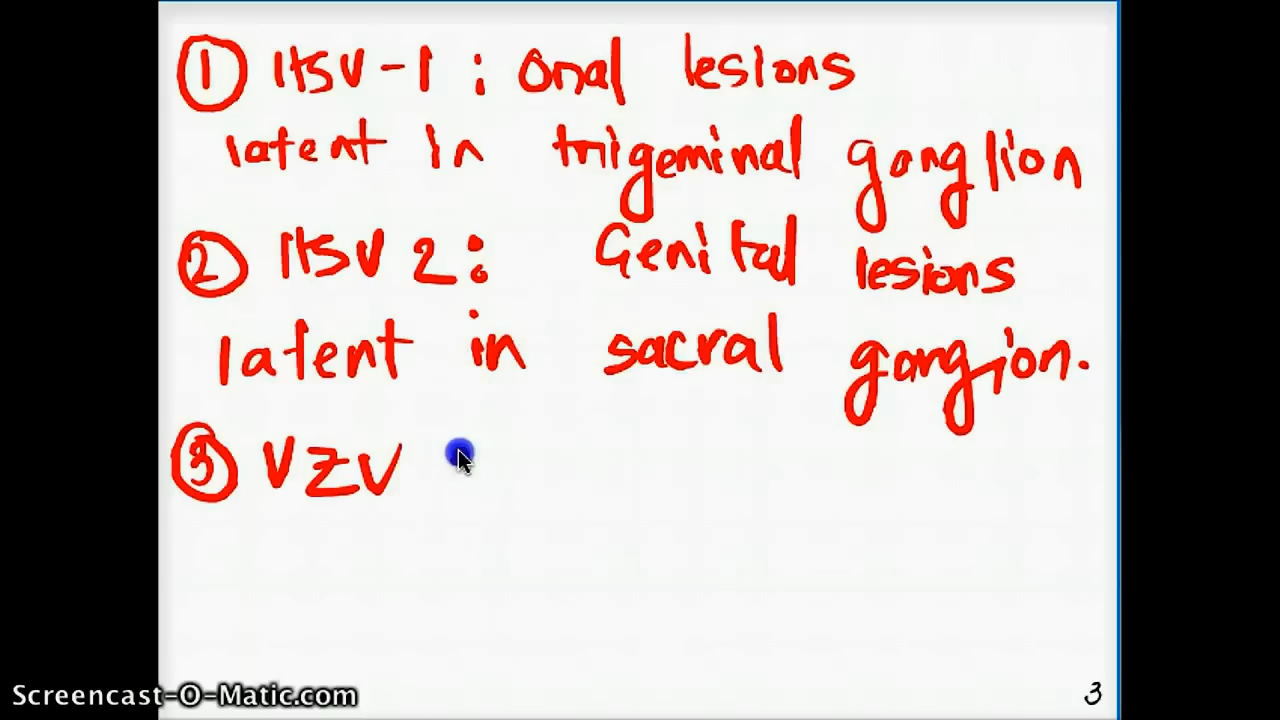 ① HSV-1 : Oral lesions
latent in trigeminal ganglion
② HSV 2 : Genital lesions
latent in sacral gangion.
③ VZV
Screencast-O-Matic.com
3